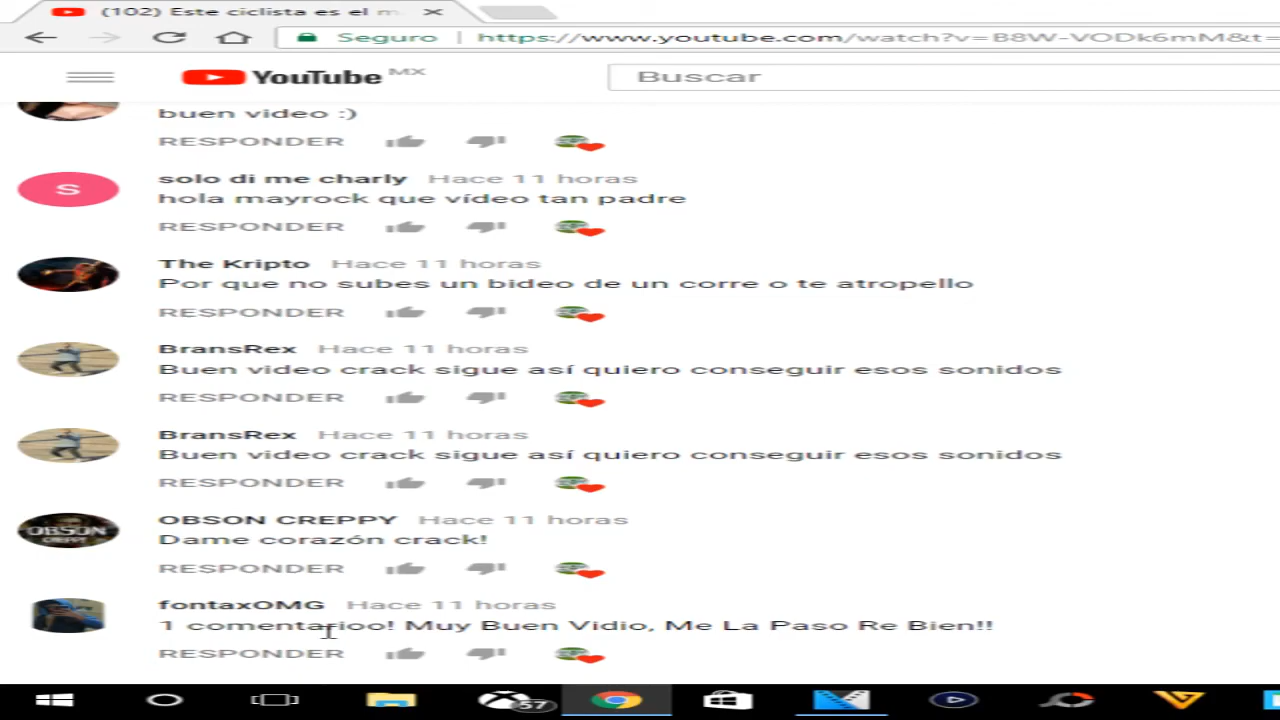 (102) Este ciclista es el m
Seguro | https://www.youtube.com/watch?v=B8W-VODk6mM&t=
YouTube MX
Buscar
buen video :)
RESPONDER
S
solo di me charly Hace 11 horas
hola mayrock que vídeo tan padre
RESPONDER
The Kripto Hace 11 horas
Por que no subes un bideo de un corre o te atropello
RESPONDER
BransRex Hace 11 horas
Buen video crack sigue así quiero conseguir esos sonidos
RESPONDER
BransRex Hace 11 horas
Buen video crack sigue así quiero conseguir esos sonidos
RESPONDER
OBSON CREPPY
OBSON CREPPY Hace 11 horas
Dame corazón crack!
RESPONDER
fontaxOMG Hace 11 horas
1 comentarioo! Muy Buen Vidio, Me La Paso Re Bien!!
RESPONDER
57